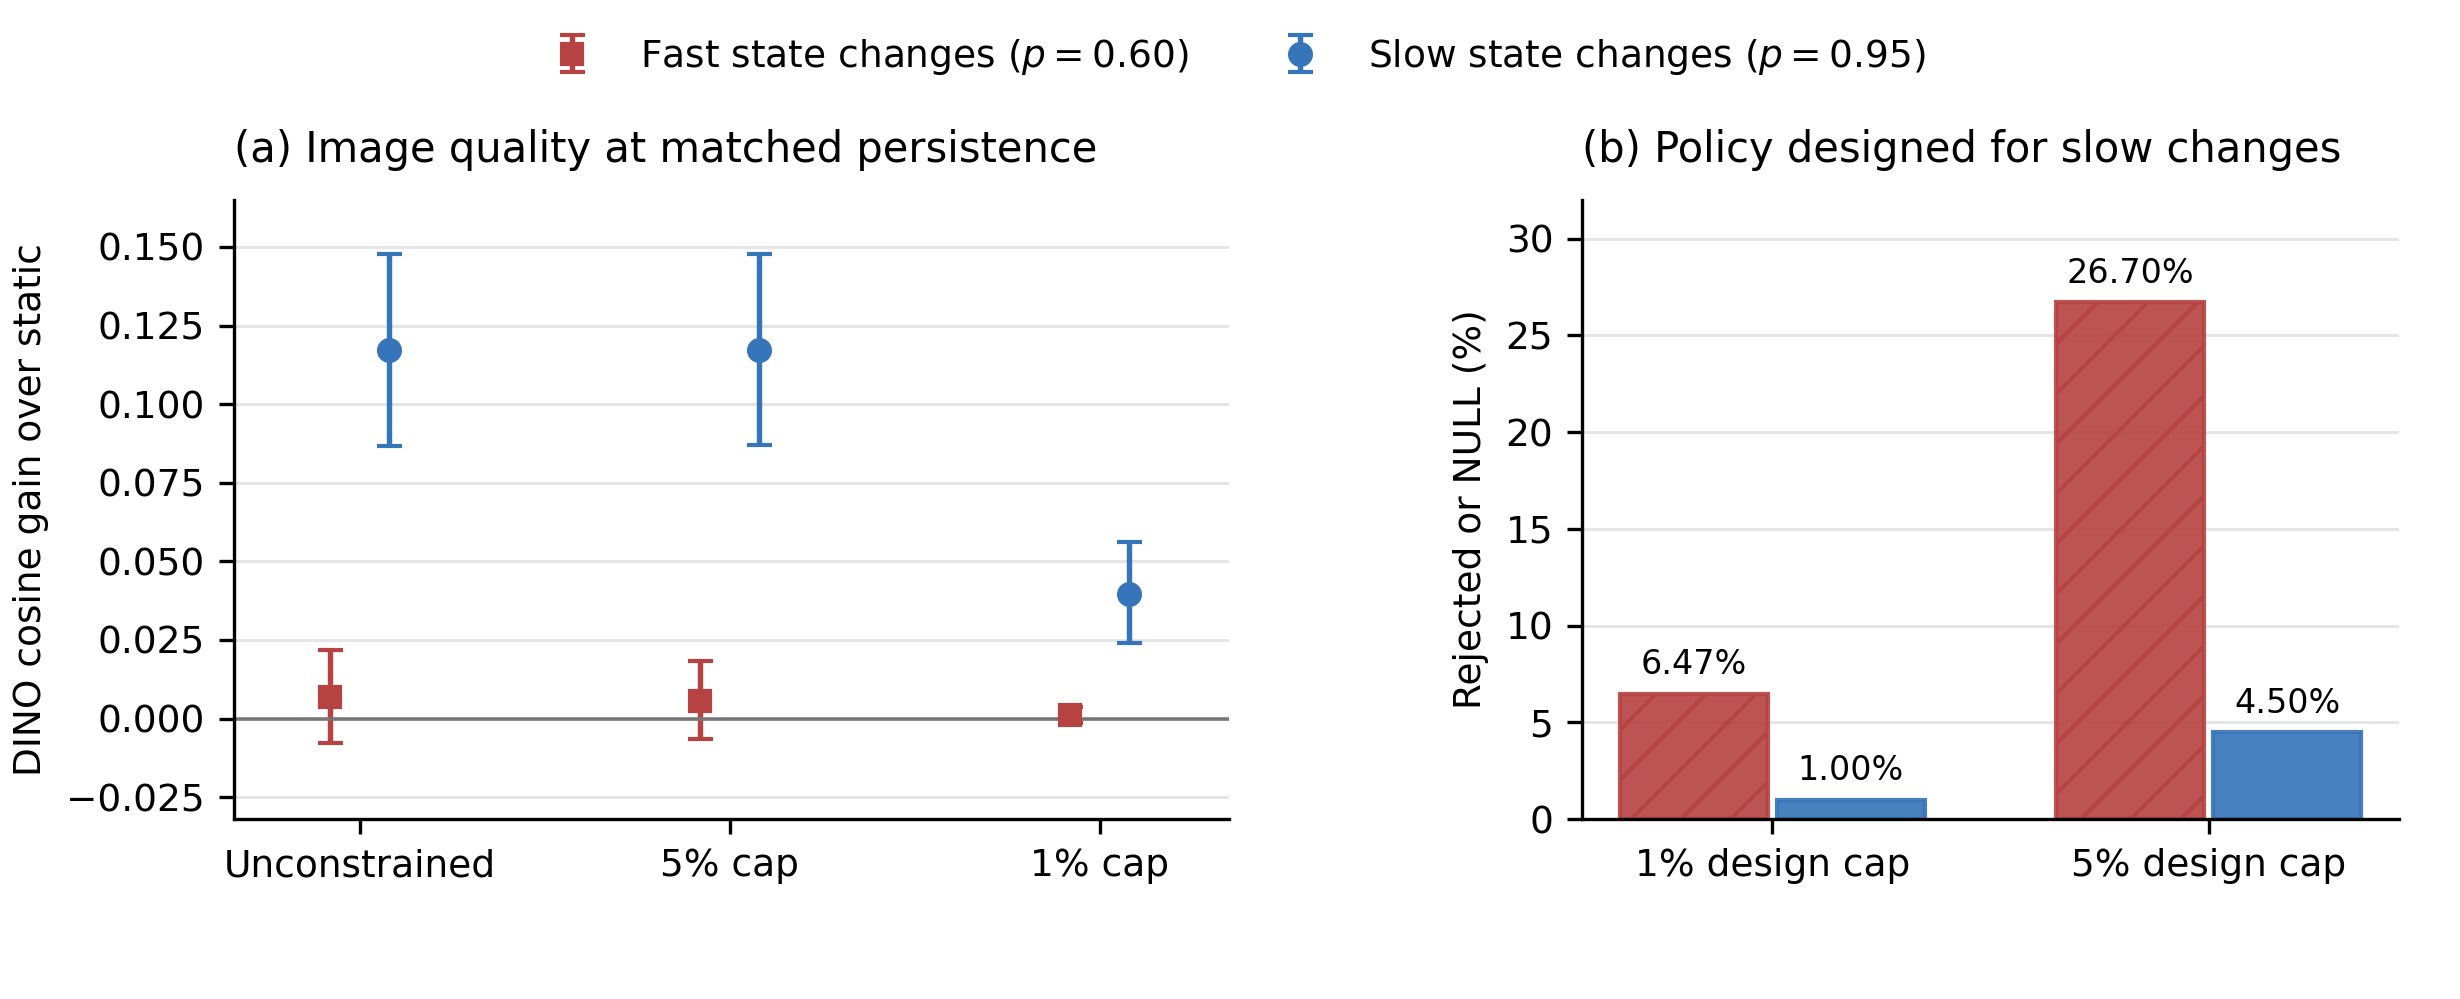 Fast state changes (p = 0.60)
Slow state changes (p = 0.95)
(a) Image quality at matched persistence
DINO cosine gain over static
0.150
0.125
0.100
0.075
0.050
0.025
0.000
−0.025
Unconstrained
5% cap
1% cap
(b) Policy designed for slow changes
Rejected or NULL (%)
30
25
20
15
10
5
0
6.47%
1.00%
26.70%
4.50%
1% design cap
5% design cap